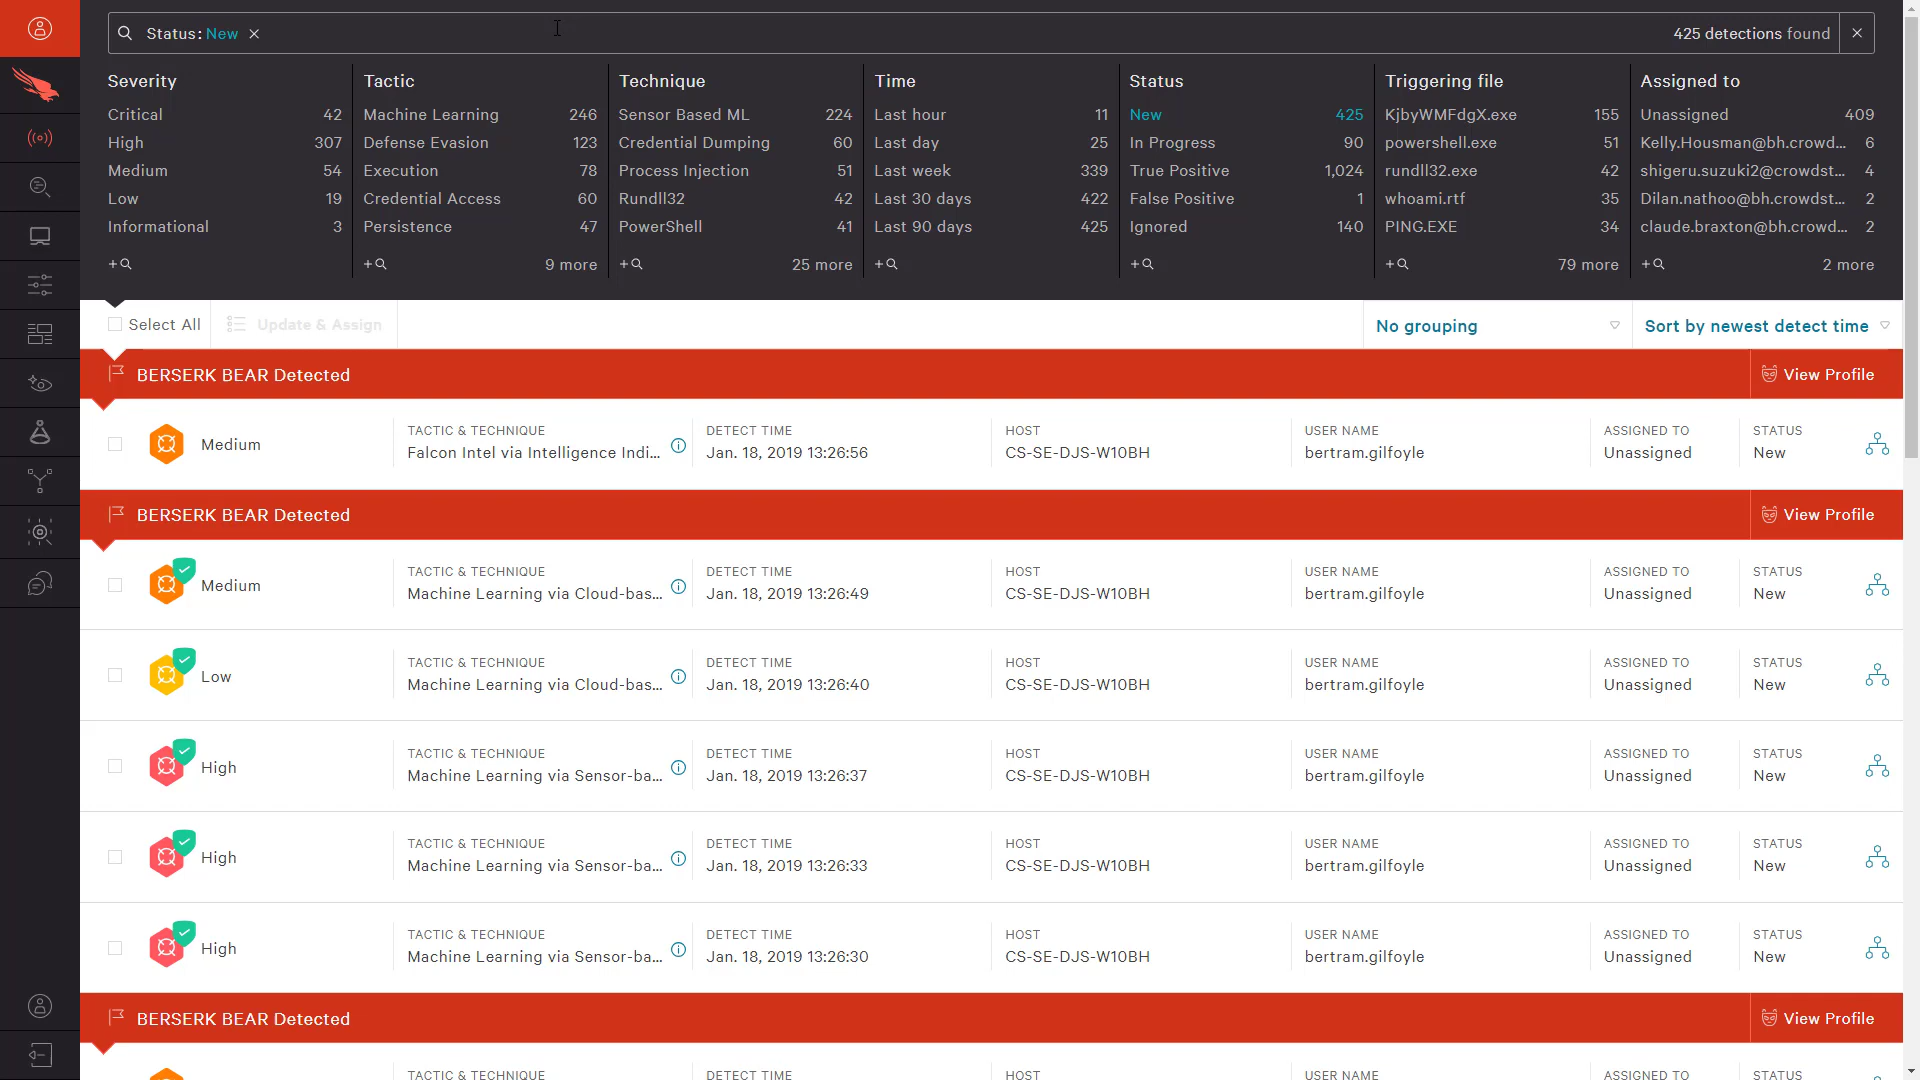 Status: New
425 detections found
Severity
Critical 42
High 307
Medium 54
Low 19
Informational 3
Tactic
Machine Learning 246
Defense Evasion 123
Execution 78
Credential Access 60
Persistence 47
9 more
Technique
Sensor Based ML 224
Credential Dumping 60
Process Injection 51
Rundll32 42
PowerShell 41
25 more
Time
Last hour 11
Last day 25
Last week 339
Last 30 days 422
Last 90 days 425
Status
New 425
In Progress 90
True Positive 1,024
False Positive 1
Ignored 140
Triggering file
KjbyWMFdgX.exe 155
powershell.exe 51
rundll32.exe 42
whoami.rtf 35
PING.EXE 34
79 more
Assigned to
Unassigned 409
Kelly.Housman@bh.crowd... 6
shigeru.suzuki2@crowdst... 4
Dilan.nathoo@bh.crowdst... 2
claude.braxton@bh.crowd... 2
2 more
Select All
Update & Assign
No grouping
Sort by newest detect time
BERSERK BEAR Detected
View Profile
TACTIC & TECHNIQUE DETECT TIME HOST USER NAME ASSIGNED TO STATUS
Medium
Falcon Intel via Intelligence Indi... Jan. 18, 2019 13:26:56 CS-SE-DJS-W10BH bertram.gilfoyle Unassigned New
BERSERK BEAR Detected
View Profile
TACTIC & TECHNIQUE DETECT TIME HOST USER NAME ASSIGNED TO STATUS
Medium
Machine Learning via Cloud-bas... Jan. 18, 2019 13:26:49 CS-SE-DJS-W10BH bertram.gilfoyle Unassigned New
TACTIC & TECHNIQUE DETECT TIME HOST USER NAME ASSIGNED TO STATUS
Low
Machine Learning via Cloud-bas... Jan. 18, 2019 13:26:40 CS-SE-DJS-W10BH bertram.gilfoyle Unassigned New
TACTIC & TECHNIQUE DETECT TIME HOST USER NAME ASSIGNED TO STATUS
High
Machine Learning via Sensor-ba... Jan. 18, 2019 13:26:37 CS-SE-DJS-W10BH bertram.gilfoyle Unassigned New
TACTIC & TECHNIQUE DETECT TIME HOST USER NAME ASSIGNED TO STATUS
High
Machine Learning via Sensor-ba... Jan. 18, 2019 13:26:33 CS-SE-DJS-W10BH bertram.gilfoyle Unassigned New
TACTIC & TECHNIQUE DETECT TIME HOST USER NAME ASSIGNED TO STATUS
High
Machine Learning via Sensor-ba... Jan. 18, 2019 13:26:30 CS-SE-DJS-W10BH bertram.gilfoyle Unassigned New
BERSERK BEAR Detected
View Profile
TACTIC & TECHNIQUE DETECT TIME HOST USER NAME ASSIGNED TO STATUS